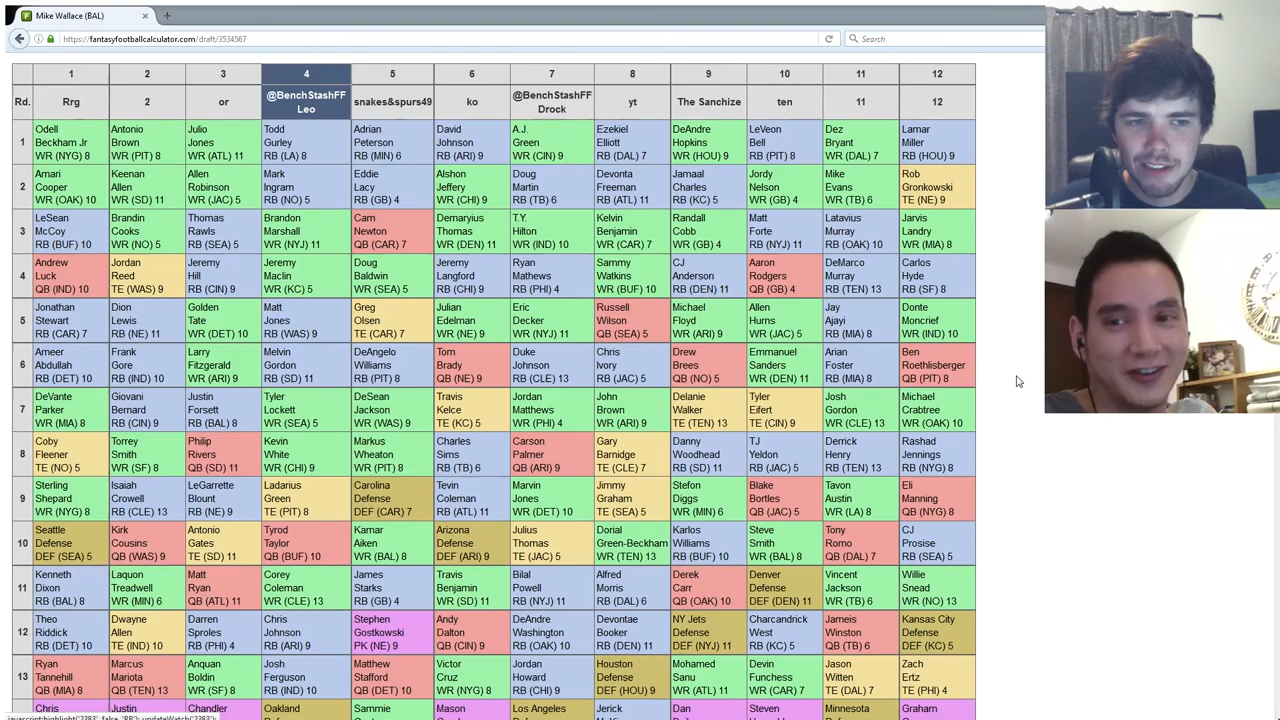 Mike Wallace (BAL)
https://fantasyfootballcalculator.com/draft/3534567
Search
1 2 3 4 5 6 7 8 9 10 11 12
Rd. Rrg 2 or @BenchStashFF Leo snakes&spurs49 ko @BenchStashFF Drock yt The Sanchize ten 11 12
Odell Antonio Julio Todd Adrian David A.J. Ezekiel DeAndre LeVeon Dez Lamar
1 Beckham Jr Brown Jones Gurley Peterson Johnson Green Elliott Hopkins Bell Bryant Miller
WR (NYG) 8 WR (PIT) 8 WR (ATL) 11 RB (LA) 8 RB (MIN) 6 RB (ARI) 9 WR (CIN) 9 RB (DAL) 7 WR (HOU) 9 RB (PIT) 8 WR (DAL) 7 RB (HOU) 9
Amari Keenan Allen Mark Eddie Alshon Doug Devonta Jamaal Jordy Mike Rob
2 Cooper Allen Robinson Ingram Lacy Jeffery Martin Freeman Charles Nelson Evans Gronkowski
WR (OAK) 10 WR (SD) 11 WR (JAC) 5 RB (NO) 5 RB (GB) 4 WR (CHI) 9 RB (TB) 6 RB (ATL) 11 RB (KC) 5 WR (GB) 4 WR (TB) 6 TE (NE) 9
LeSean Brandin Thomas Brandon Cam Demaryius T.Y. Kelvin Randall Matt Latavius Jarvis
3 McCoy Cooks Rawls Marshall Newton Thomas Hilton Benjamin Cobb Forte Murray Landry
RB (BUF) 10 WR (NO) 5 RB (SEA) 5 WR (NYJ) 11 QB (CAR) 7 WR (DEN) 11 WR (IND) 10 WR (CAR) 7 WR (GB) 4 RB (NYJ) 11 RB (OAK) 10 WR (MIA) 8
Andrew Jordan Jeremy Jeremy Doug Jeremy Ryan Sammy CJ Aaron DeMarco Carlos
4 Luck Reed Hill Maclin Baldwin Langford Mathews Watkins Anderson Rodgers Murray Hyde
QB (IND) 10 TE (WAS) 9 RB (CIN) 9 WR (KC) 5 WR (SEA) 5 RB (CHI) 9 RB (PHI) 4 WR (BUF) 10 RB (DEN) 11 QB (GB) 4 RB (TEN) 13 RB (SF) 8
Jonathan Dion Golden Matt Greg Julian Eric Russell Michael Allen Jay Donte
5 Stewart Lewis Tate Jones Olsen Edelman Decker Wilson Floyd Hurns Ajayi Moncrief
RB (CAR) 7 RB (NE) 11 WR (DET) 10 RB (WAS) 9 TE (CAR) 7 WR (NE) 9 WR (NYJ) 11 QB (SEA) 5 WR (ARI) 9 WR (JAC) 5 RB (MIA) 8 WR (IND) 10
Ameer Frank Larry Melvin DeAngelo Tom Duke Chris Drew Emmanuel Arian Ben
6 Abdullah Gore Fitzgerald Gordon Williams Brady Johnson Ivory Brees Sanders Foster Roethlisberger
RB (DET) 10 RB (IND) 10 WR (ARI) 9 RB (SD) 11 RB (PIT) 8 QB (NE) 9 RB (CLE) 13 RB (JAC) 5 QB (NO) 5 WR (DEN) 11 RB (MIA) 8 QB (PIT) 8
DeVante Giovani Justin Tyler DeSean Travis Jordan John Delanie Tyler Josh Michael
7 Parker Bernard Forsett Lockett Jackson Kelce Matthews Brown Walker Eifert Gordon Crabtree
WR (MIA) 8 RB (CIN) 9 RB (BAL) 8 WR (SEA) 5 WR (WAS) 9 TE (KC) 5 WR (PHI) 4 WR (ARI) 9 TE (TEN) 13 TE (CIN) 9 WR (CLE) 13 WR (OAK) 10
Coby Torrey Philip Kevin Markus Charles Carson Gary Danny TJ Derrick Rashad
8 Fleener Smith Rivers White Wheaton Sims Palmer Barnidge Woodhead Yeldon Henry Jennings
TE (NO) 5 WR (SF) 8 QB (SD) 11 WR (CHI) 9 WR (PIT) 8 RB (TB) 6 QB (ARI) 9 TE (CLE) 7 RB (SD) 11 RB (JAC) 5 RB (TEN) 13 RB (NYG) 8
Sterling Isaiah LeGarrette Ladarius Carolina Tevin Marvin Jimmy Stefon Blake Tavon Eli
9 Shepard Crowell Blount Green Defense Coleman Jones Graham Diggs Bortles Austin Manning
WR (NYG) 8 RB (CLE) 13 RB (NE) 9 TE (PIT) 8 DEF (CAR) 7 RB (ATL) 11 WR (DET) 10 TE (SEA) 5 WR (MIN) 6 QB (JAC) 5 WR (LA) 8 QB (NYG) 8
Seattle Kirk Antonio Tyrod Kamar Arizona Julius Dorial Karlos Steve Tony CJ
10 Defense Cousins Gates Taylor Aiken Defense Thomas Green-Beckham Williams Smith Romo Prosise
DEF (SEA) 5 QB (WAS) 9 TE (SD) 11 QB (BUF) 10 WR (BAL) 8 DEF (ARI) 9 TE (JAC) 5 WR (TEN) 13 RB (BUF) 10 WR (BAL) 8 QB (DAL) 7 RB (SEA) 5
Kenneth Laquon Matt Corey James Travis Bilal Alfred Derek Denver Vincent Willie
11 Dixon Treadwell Ryan Coleman Starks Benjamin Powell Morris Carr Defense Jackson Snead
RB (BAL) 8 WR (MIN) 6 QB (ATL) 11 WR (CLE) 13 RB (GB) 4 WR (SD) 11 RB (NYJ) 11 RB (DAL) 6 QB (OAK) 10 DEF (DEN) 11 WR (TB) 6 WR (NO) 13
Theo Dwayne Darren Chris Stephen Andy DeAndre Devontae NY Jets Charcandrick Jameis Kansas City
12 Riddick Allen Sproles Johnson Gostkowski Dalton Washington Booker Defense West Winston Defense
RB (DET) 10 TE (IND) 10 RB (PHI) 4 RB (ARI) 9 PK (NE) 9 QB (CIN) 9 RB (OAK) 10 RB (DEN) 11 DEF (NYJ) 11 RB (KC) 5 QB (TB) 6 DEF (KC) 5
Ryan Marcus Anquan Josh Matthew Victor Jordan Houston Mohamed Devin Jason Zach
13 Tannehill Mariota Boldin Ferguson Stafford Cruz Howard Defense Sanu Funchess Witten Ertz
QB (MIA) 8 QB (TEN) 13 WR (SF) 8 RB (IND) 10 QB (DET) 10 WR (NYG) 8 RB (CHI) 9 DEF (HOU) 9 WR (ATL) 11 WR (CAR) 7 TE (DAL) 7 TE (PHI) 4
Chris Justin Chandler Oakland Sammie Mason Los Angeles Jerick Dan Steven Minnesota Graham